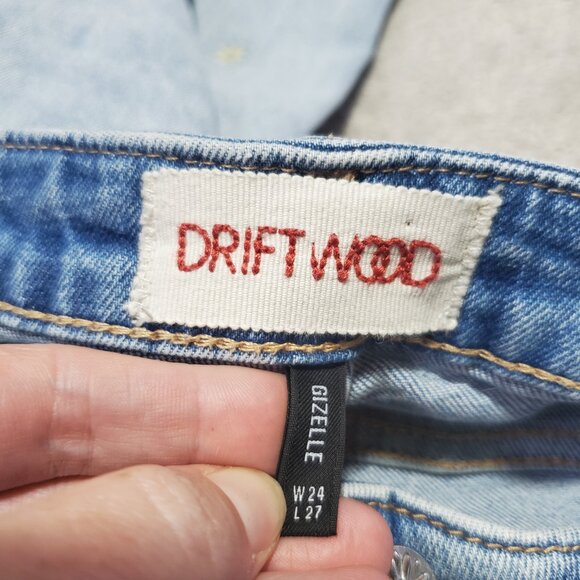 DRIFTWOOD
GIZELLE
W 24
L 27